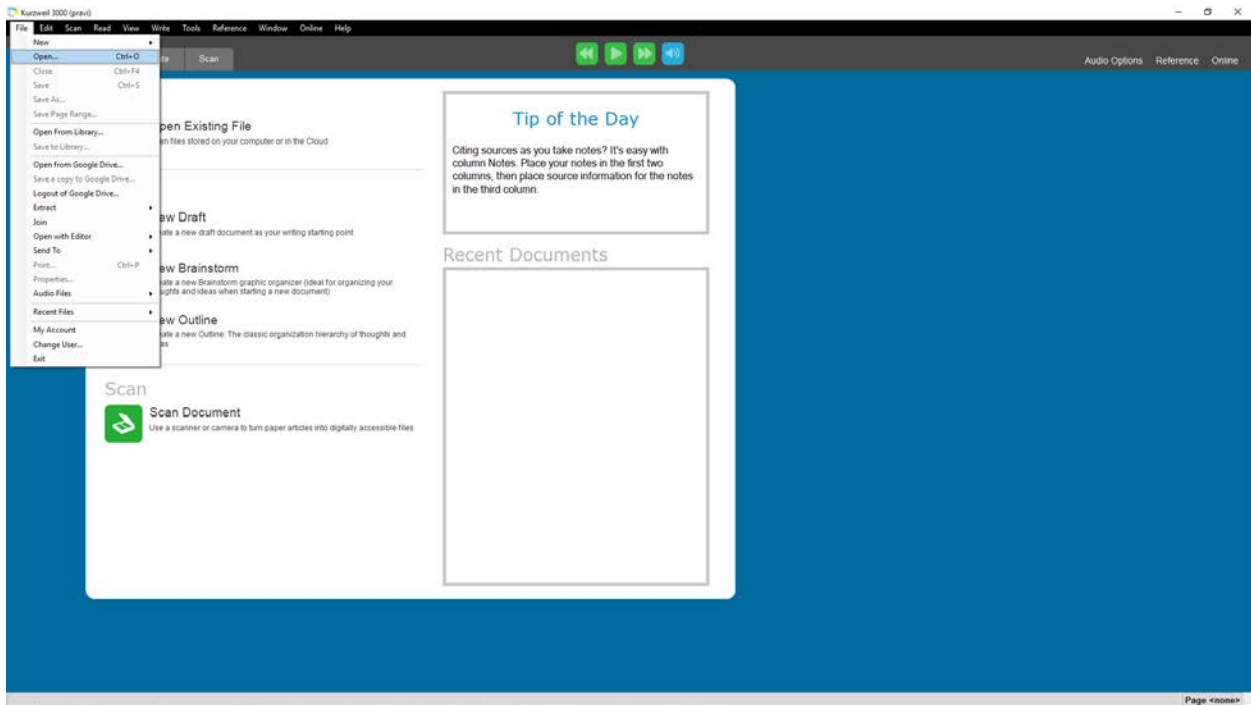 Kurzweil 3000 (pravi)
File Edit Scan Read View Write Tools Reference Window Online Help
Scan
Audio Options Reference Online
New
Open... Ctrl+O
Close Ctrl+F4
Save Ctrl+S
Save As...
Save Page Range...
Open From Library...
Save to Library...
Open from Google Drive...
Save a copy to Google Drive...
Logout of Google Drive...
Extract
Join
Open with Editor
Send To
Print... Ctrl+P
Properties...
Audio Files
Recent Files
My Account
Change User...
Exit
pen Existing File
en files stored on your computer or in the Cloud
ew Draft
ate a new draft document as your writing starting point
ew Brainstorm
ate a new Brainstorm graphic organizer (ideal for organizing your
ughts and ideas when starting a new document)
ew Outline
ate a new Outline: The classic organization hierarchy of thoughts and
as
Scan
Scan Document
Use a scanner or camera to turn paper articles into digitally accessible files
Tip of the Day
Citing sources as you take notes? It's easy with
column Notes. Place your notes in the first two
columns, then place source information for the notes
in the third column.
Recent Documents
Page <none>